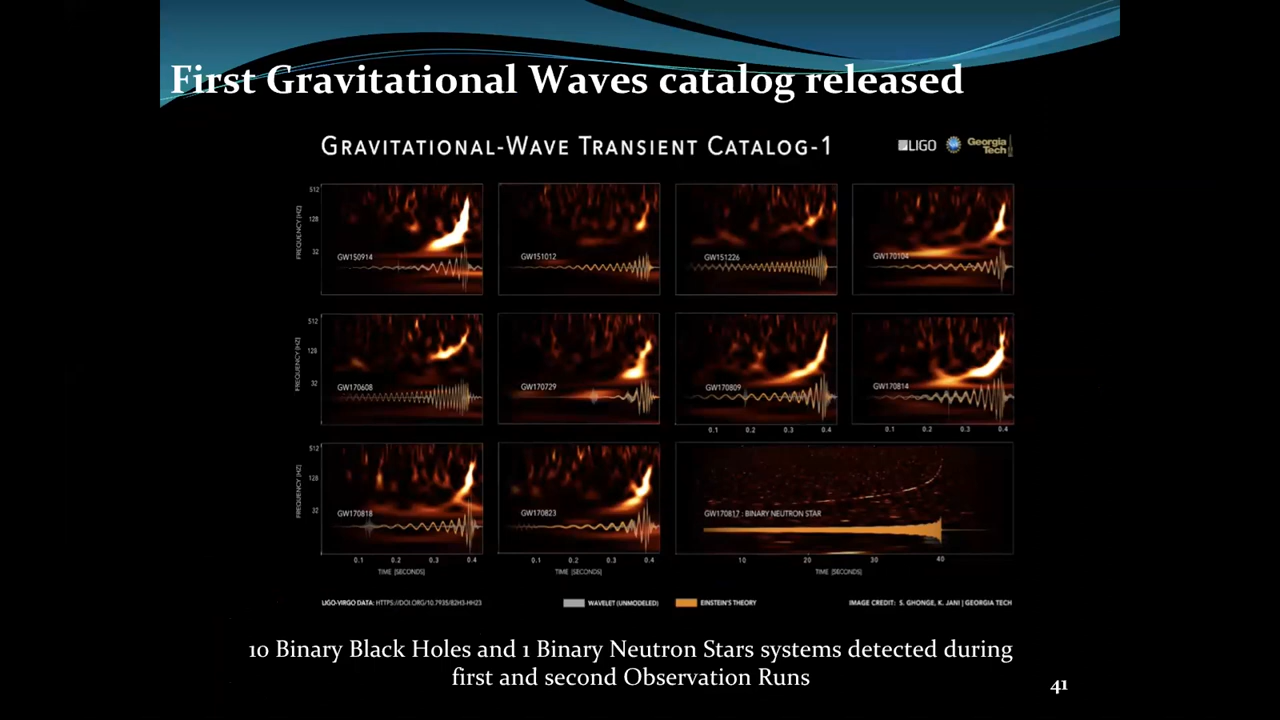 First Gravitational Waves catalog released
GRAVITATIONAL-WAVE TRANSIENT CATALOG-1
LIGO
Georgia
Tech
512
128
32
FREQUENCY [HZ]
GW150914
GW151012
GW151226
GW170104
512
128
32
FREQUENCY [HZ]
GW170608
GW170729
GW170809
GW170814
0.1 0.2 0.3 0.4
0.1 0.2 0.3 0.4
512
128
32
FREQUENCY [HZ]
GW170818
GW170823
GW170817 : BINARY NEUTRON STAR
0.1 0.2 0.3 0.4
0.1 0.2 0.3 0.4
10 20 30 40
TIME [SECONDS]
TIME [SECONDS]
TIME [SECONDS]
LIGO-VIRGO DATA: HTTPS://DOI.ORG/10.7935/82H3-HH23
WAVELET (UNMODELED)
EINSTEIN'S THEORY
IMAGE CREDIT: S. GHONGE, K. JANI | GEORGIA TECH
10 Binary Black Holes and 1 Binary Neutron Stars systems detected during
first and second Observation Runs
41